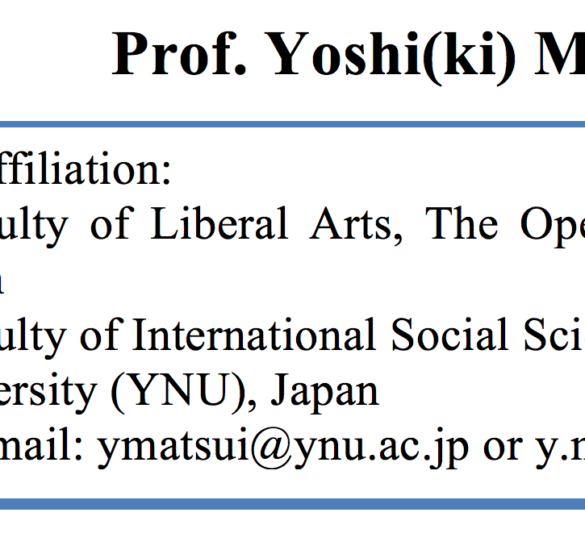 Prof. Yoshi(ki) M
ffiliation:
ulty of Liberal Arts, The Ope
ulty of International Social Sci
ersity (YNU), Japan
mail: ymatsui@ynu.ac.jp or y.m